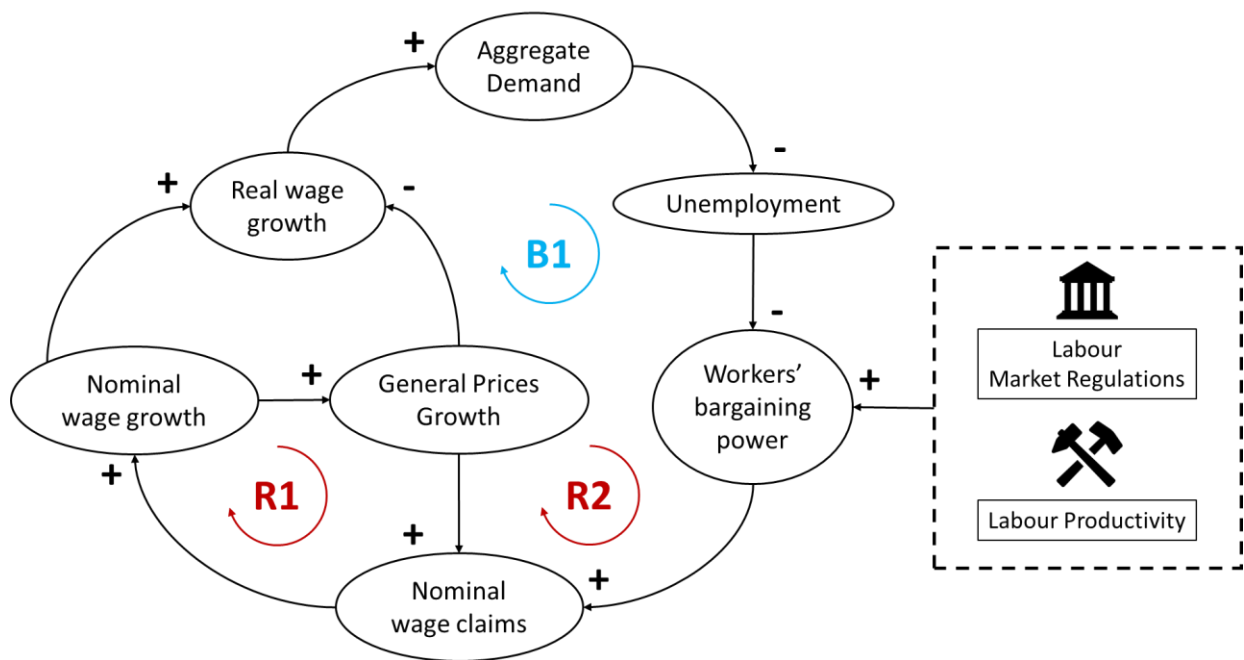 +
Aggregate
Demand
-
+
Real wage
growth
-
Unemployment
B1
-
Nominal
wage growth
+
General Prices
Growth
Workers’
bargaining
power
+
Labour
Market Regulations
+
R1
R2
Labour Productivity
+
+
Nominal
wage claims